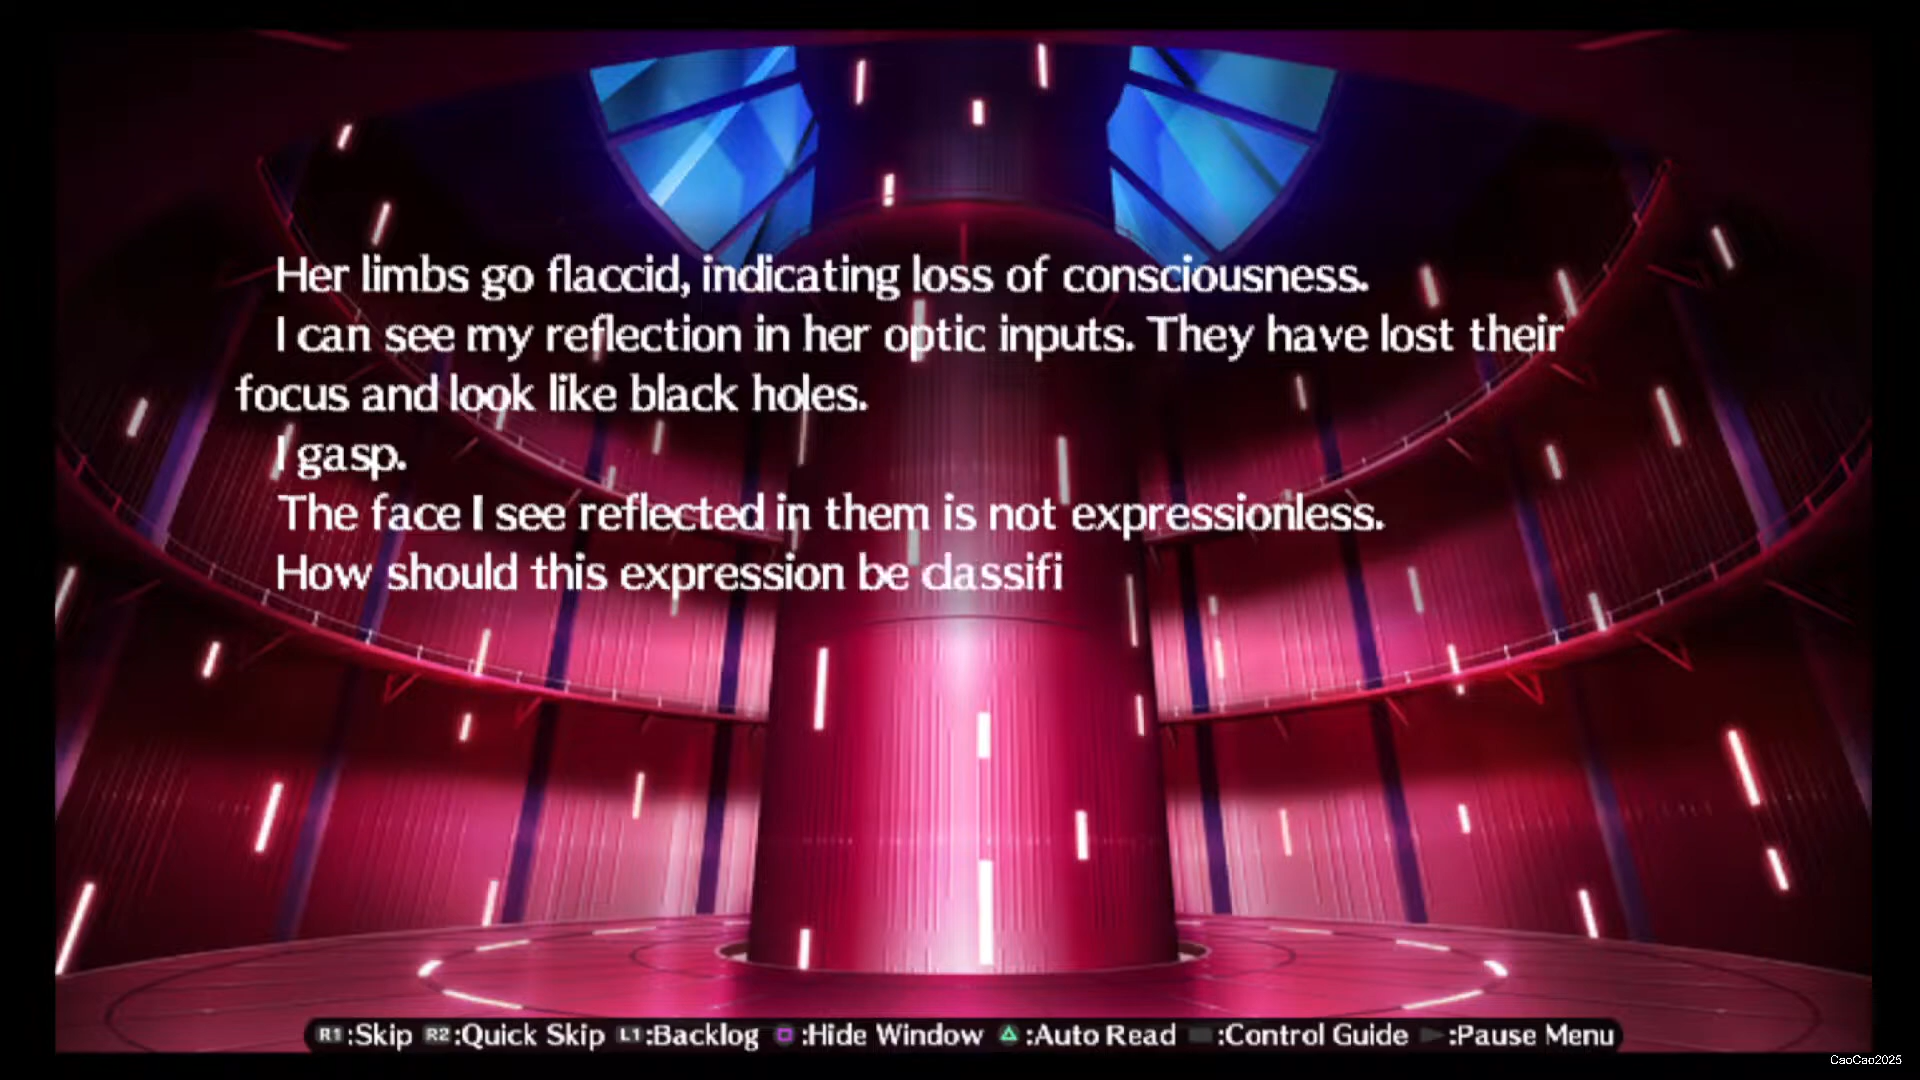 Her limbs go flaccid, indicating loss of consciousness.
I can see my reflection in her optic inputs. They have lost their
focus and look like black holes.
I gasp.
The face I see reflected in them is not expressionless.
How should this expression be classifi
R1:Skip R2:Quick Skip L1:Backlog :Hide Window :Auto Read :Control Guide :Pause Menu
CaoCao2025